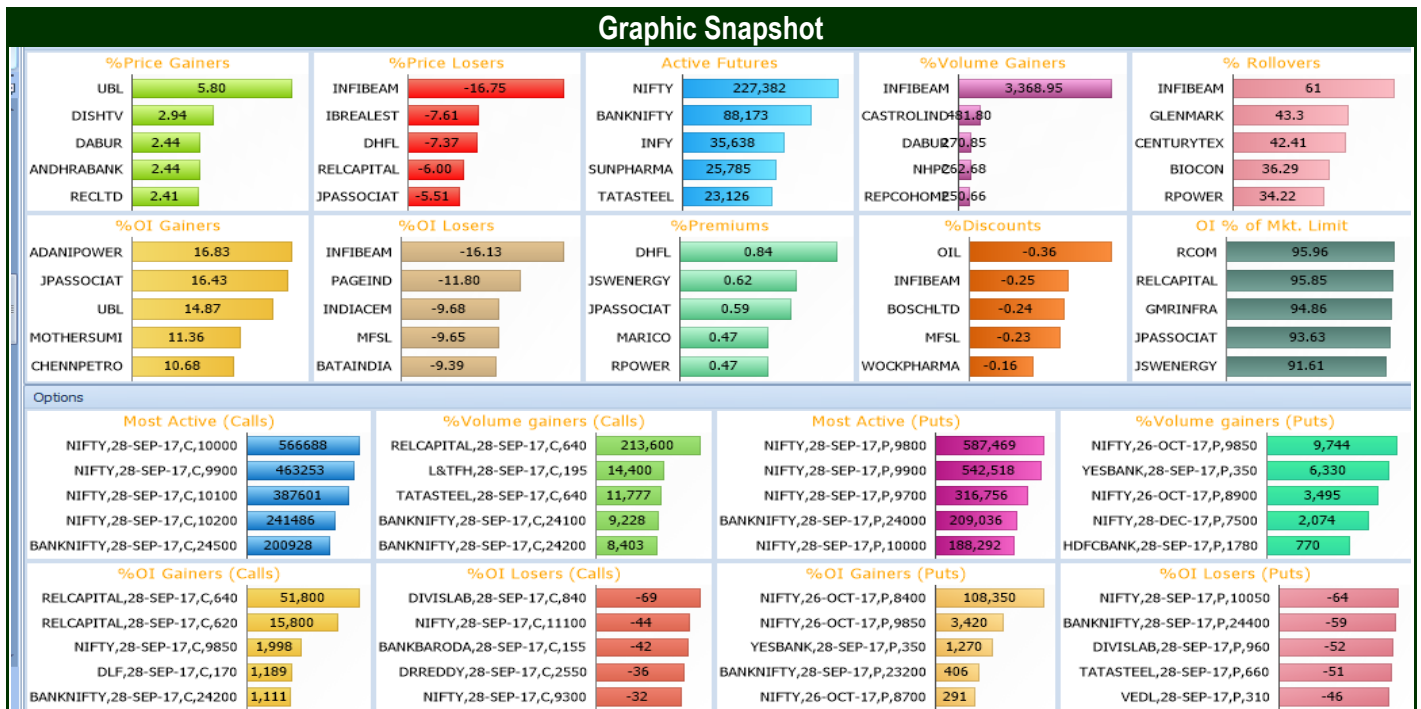 Graphic Snapshot
%Price Gainers
UBL 5.80
DISHTV 2.94
DABUR 2.44
ANDHRABANK 2.44
RECLTD 2.41
%Price Losers
INFIBEAM -16.75
IBREALEST -7.61
DHFL -7.37
RELCAPITAL -6.00
JPASSOCIAT -5.51
Active Futures
NIFTY 227,382
BANKNIFTY 88,173
INFY 35,638
SUNPHARMA 25,785
TATASTEEL 23,126
%Volume Gainers
INFIBEAM 3,368.95
CASTROLIND 481.80
DABUR 270.85
NHPC 262.68
REPCOHOME 250.66
% Rollovers
INFIBEAM 61
GLENMARK 43.3
CENTURYTEX 42.41
BIOCON 36.29
RPOWER 34.22
%OI Gainers
ADANIPOWER 16.83
JPASSOCIAT 16.43
UBL 14.87
MOTHERSUMI 11.36
CHENNPETRO 10.68
%OI Losers
INFIBEAM -16.13
PAGEIND -11.80
INDIACEM -9.68
MFSL -9.65
BATAINDIA -9.39
%Premiums
DHFL 0.84
JSWENERGY 0.62
JPASSOCIAT 0.59
MARICO 0.47
RPOWER 0.47
%Discounts
OIL -0.36
INFIBEAM -0.25
BOSCHLTD -0.24
MFSL -0.23
WOCKPHARMA -0.16
OI % of Mkt. Limit
RCOM 95.96
RELCAPITAL 95.85
GMRINFRA 94.86
JPASSOCIAT 93.63
JSWENERGY 91.61
Options
Most Active (Calls)
NIFTY,28-SEP-17,C,10000 566688
NIFTY,28-SEP-17,C,9900 463253
NIFTY,28-SEP-17,C,10100 387601
NIFTY,28-SEP-17,C,10200 241486
BANKNIFTY,28-SEP-17,C,24500 200928
%Volume gainers (Calls)
RELCAPITAL,28-SEP-17,C,640 213,600
L&TFH,28-SEP-17,C,195 14,400
TATASTEEL,28-SEP-17,C,640 11,777
BANKNIFTY,28-SEP-17,C,24100 9,228
BANKNIFTY,28-SEP-17,C,24200 8,403
Most Active (Puts)
NIFTY,28-SEP-17,P,9800 587,469
NIFTY,28-SEP-17,P,9900 542,518
NIFTY,28-SEP-17,P,9700 316,756
BANKNIFTY,28-SEP-17,P,24000 209,036
NIFTY,28-SEP-17,P,10000 188,292
%Volume gainers (Puts)
NIFTY,26-OCT-17,P,9850 9,744
YESBANK,28-SEP-17,P,350 6,330
NIFTY,26-OCT-17,P,8900 3,495
NIFTY,28-DEC-17,P,7500 2,074
HDFCBANK,28-SEP-17,P,1780 770
%OI Gainers (Calls)
RELCAPITAL,28-SEP-17,C,640 51,800
RELCAPITAL,28-SEP-17,C,620 15,800
NIFTY,28-SEP-17,C,9850 1,998
DLF,28-SEP-17,C,170 1,189
BANKNIFTY,28-SEP-17,C,24200 1,111
%OI Losers (Calls)
DIVISLAB,28-SEP-17,C,840 -69
NIFTY,28-SEP-17,C,11100 -44
BANKBARODA,28-SEP-17,C,155 -42
DRREDDY,28-SEP-17,C,2550 -36
NIFTY,28-SEP-17,C,9300 -32
%OI Gainers (Puts)
NIFTY,26-OCT-17,P,8400 108,350
NIFTY,26-OCT-17,P,9850 3,420
YESBANK,28-SEP-17,P,350 1,270
BANKNIFTY,28-SEP-17,P,23200 406
NIFTY,26-OCT-17,P,8700 291
%OI Losers (Puts)
NIFTY,28-SEP-17,P,10050 -64
BANKNIFTY,28-SEP-17,P,24400 -59
DIVISLAB,28-SEP-17,P,960 -52
TATASTEEL,28-SEP-17,P,660 -51
VEDL,28-SEP-17,P,310 -46